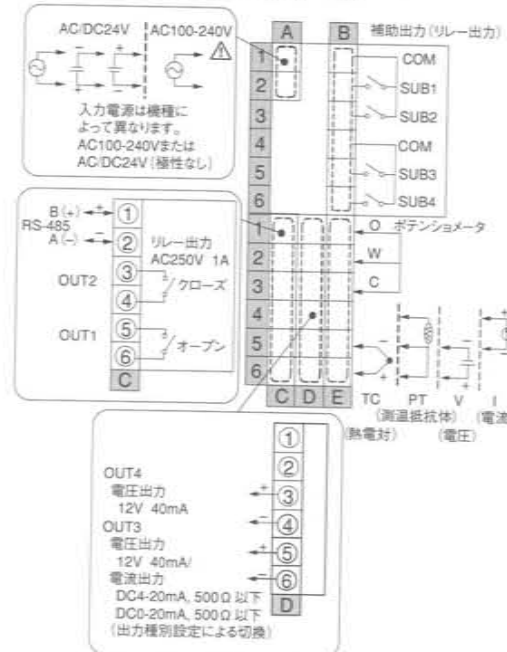 AC/DC24V AC100-240V
入力電源は機種に
よって異なります。
AC100-240Vまたは
AC/DC24V(極性なし)
A B
補助出力(リレー出力)
1
2
3
4
5
6
COM
SUB1
SUB2
COM
SUB3
SUB4
1
2
3
4
5
6
C D E
O ポテンショメータ
W
C
TC PT V I
(測温抵抗体) (電流
(熱電対) (電圧)
B(+) + ①
RS-485
A(−) − ②
リレー出力
AC250V 1A
OUT2 ③ クローズ
④
OUT1 ⑤ オープン
⑥
C
①
②
OUT4
電圧出力 + ③
12V 40mA
− ④
OUT3
電圧出力 + ⑤
12V 40mA/
電流出力 − ⑥
DC4-20mA, 500Ω 以下
D
DC0-20mA, 500Ω 以下
(出力種別設定による切換)